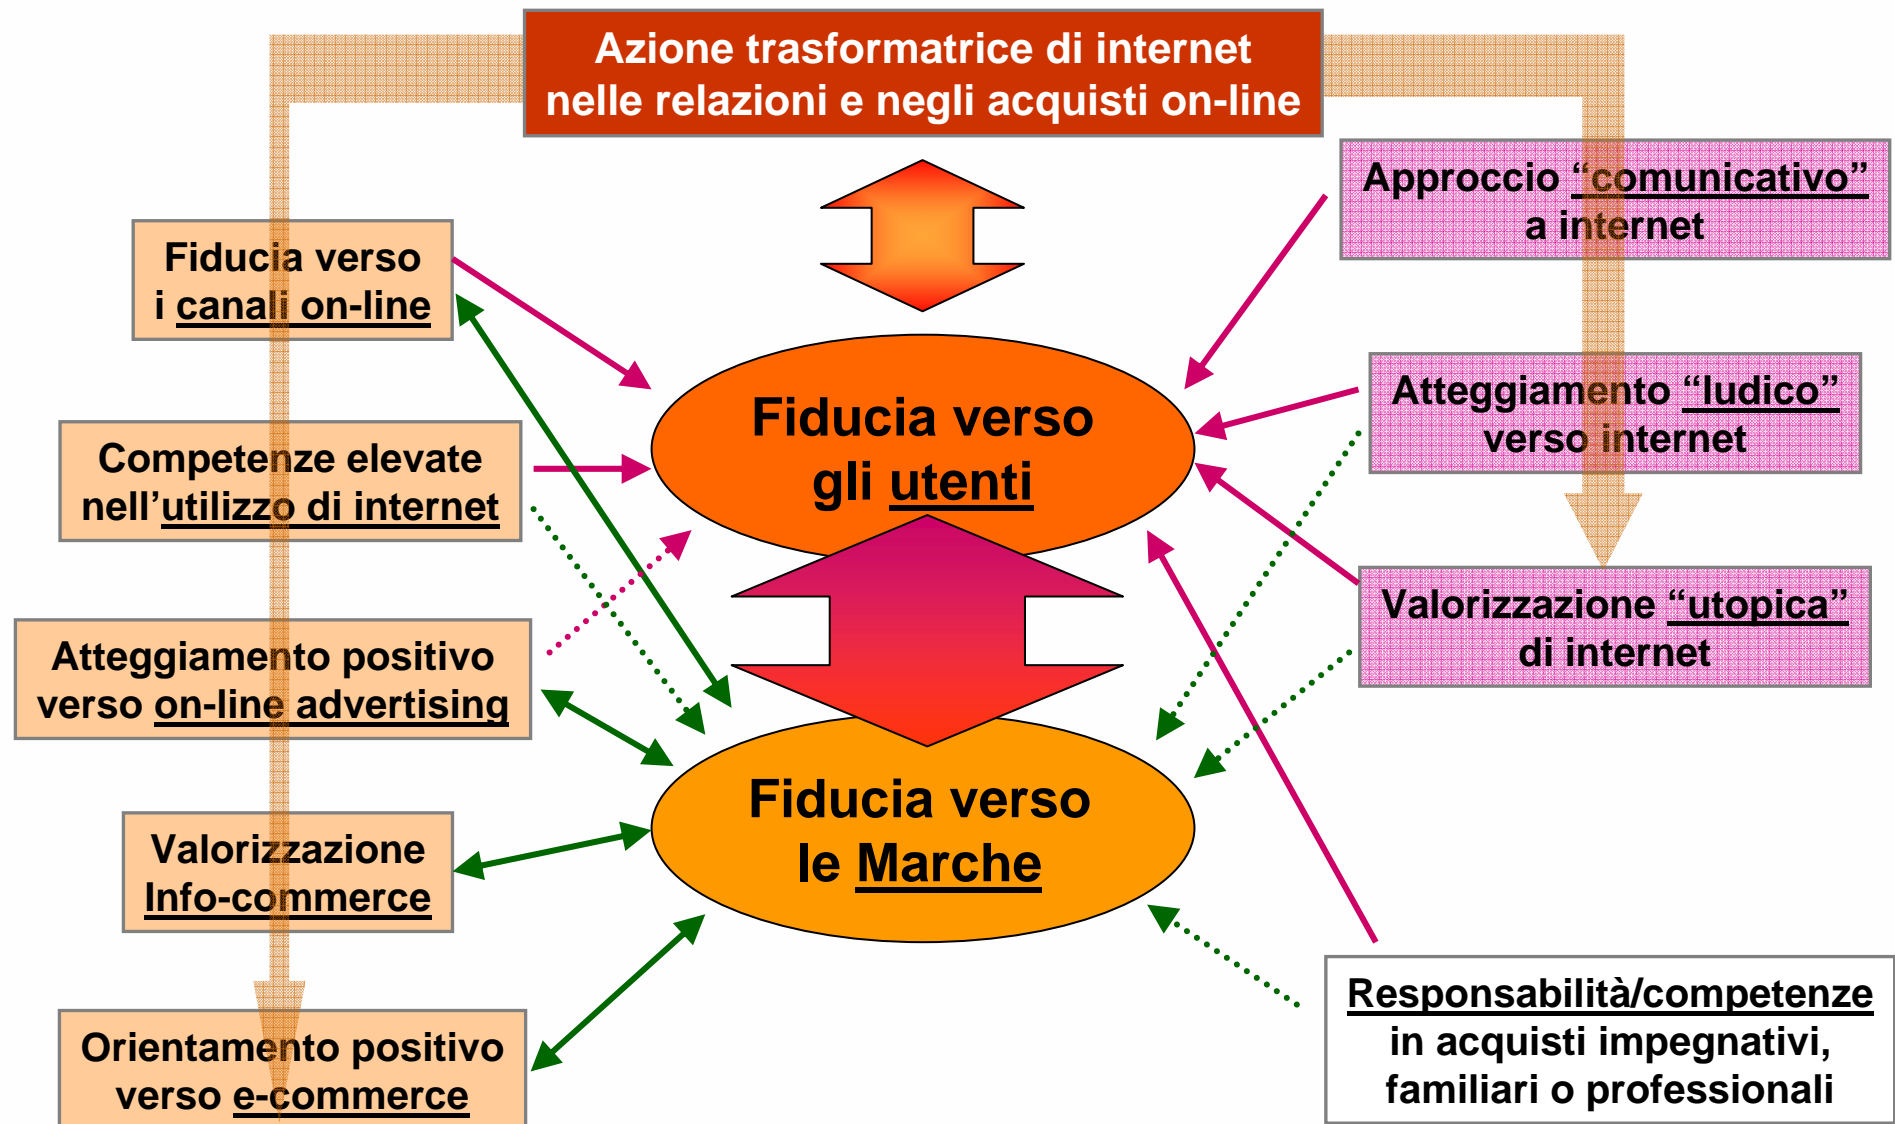 Azione trasformatrice di internet
nelle relazioni e negli acquisti on-line
Fiducia verso
i canali on-line
Competenze elevate
nell’utilizzo di internet
Atteggiamento positivo
verso on-line advertising
Valorizzazione
Info-commerce
Orientamento positivo
verso e-commerce
Fiducia verso
gli utenti
Fiducia verso
le Marche
Approccio “comunicativo”
a internet
Atteggiamento “ludico”
verso internet
Valorizzazione “utopica”
di internet
Responsabilità/competenze
in acquisti impegnativi,
familiari o professionali